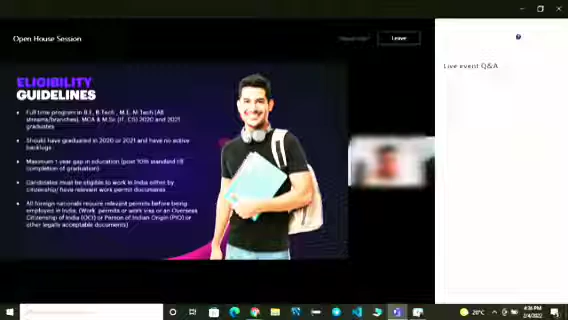 Open House Session
Leave
Live event Q&A
ELIGIBILITY
GUIDELINES
• Full time program in B.E, B.Tech, M.E, M.Tech (All
streams/branches), MCA & M.Sc (IT, CS) 2020 and 2021
graduates
• Should have graduated in 2020 or 2021 and have no active
backlogs
• Maximum 1-year gap in education (post 10th standard till
completion of graduation)
• Candidates must be eligible to work in India either by
citizenship/ have relevant work permit documents
• All foreign nationals require relevant permits before being
employed in India. (Work permits or work visa or an Overseas
Citizenship of India (OCI) or Person of Indian Origin (PIO) or
other legally acceptable documents)
20°C
4:36 PM
2/4/2022